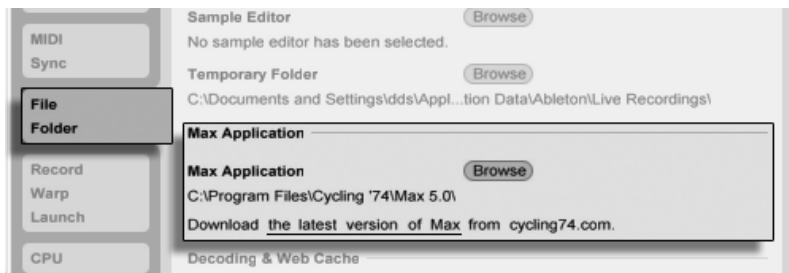 MIDI
Sync
File
Folder
Record
Warp
Launch
CPU
Sample Editor Browse
No sample editor has been selected.
Temporary Folder Browse
C:\Documents and Settings\dds\Appl...tion Data\Ableton\Live Recordings\
Max Application
Max Application Browse
C:\Program Files\Cycling '74\Max 5.0\
Download the latest version of Max from cycling74.com.
Decoding & Web Cache